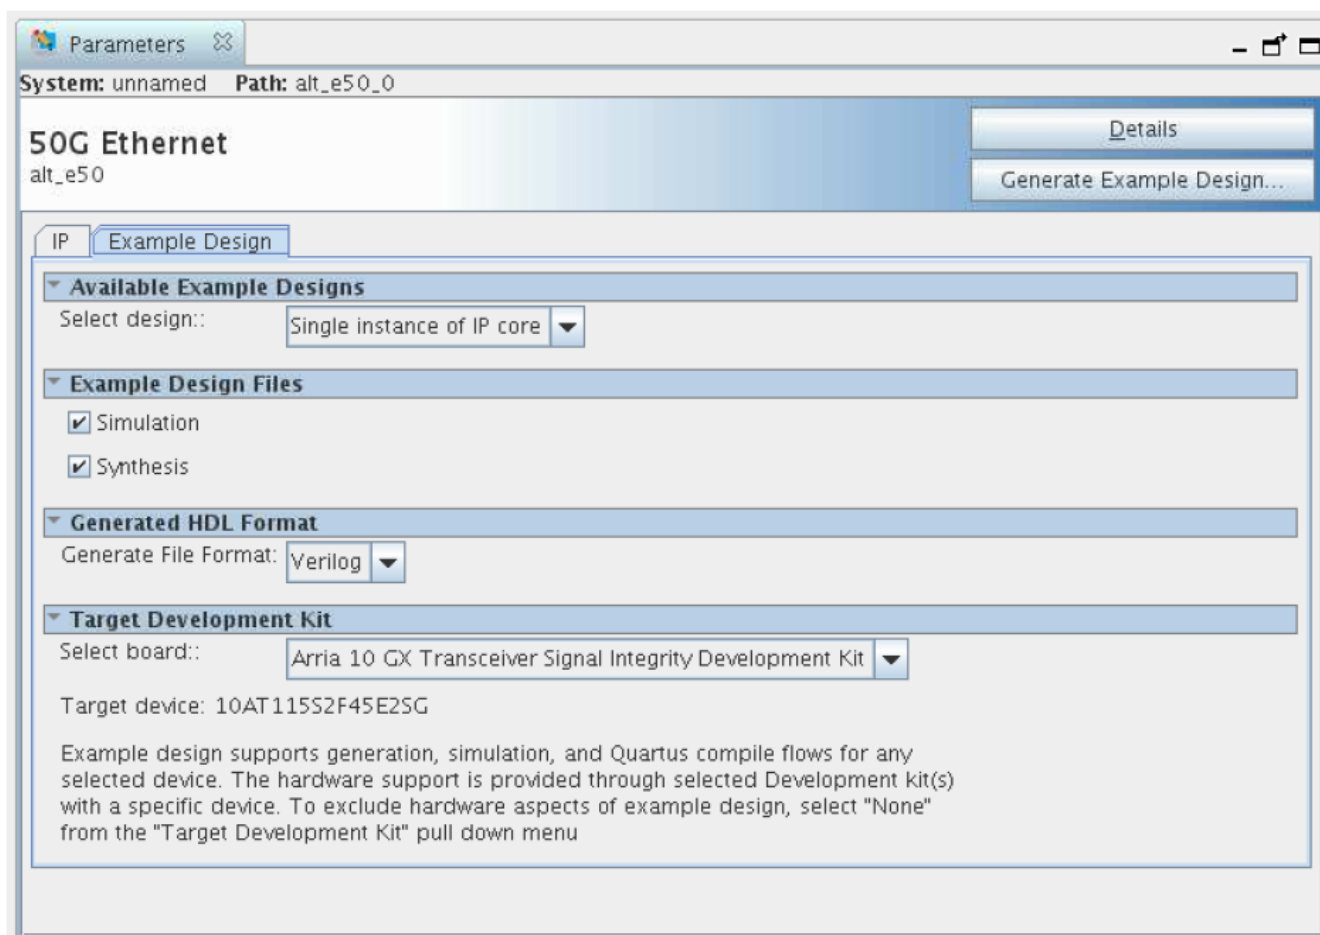 Parameters
System: unnamed Path: alt_e50_0
50G Ethernet
alt_e50
Details
Generate Example Design...
IP Example Design
Available Example Designs
Select design:: Single instance of IP core
Example Design Files
Simulation
Synthesis
Generated HDL Format
Generate File Format: Verilog
Target Development Kit
Select board:: Arria 10 GX Transceiver Signal Integrity Development Kit
Target device: 10AT115S2F45E2SG
Example design supports generation, simulation, and Quartus compile flows for any
selected device. The hardware support is provided through selected Development kit(s)
with a specific device. To exclude hardware aspects of example design, select "None"
from the "Target Development Kit" pull down menu